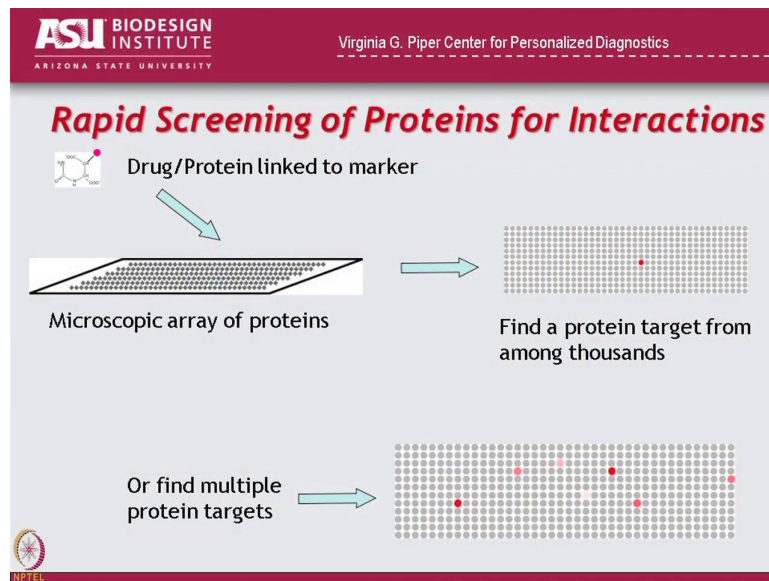 ASU BIODESIGN
INSTITUTE
ARIZONA STATE UNIVERSITY
Virginia G. Piper Center for Personalized Diagnostics
Rapid Screening of Proteins for Interactions
Drug/Protein linked to marker
Microscopic array of proteins
Find a protein target from
among thousands
Or find multiple
protein targets
NPTEL